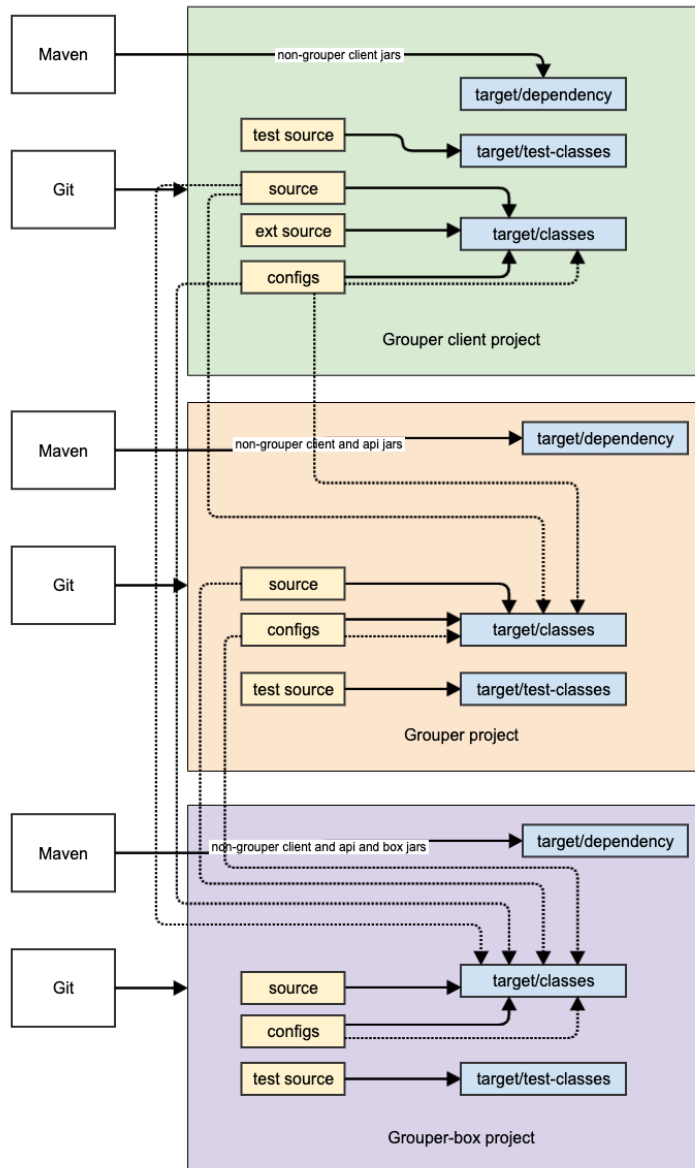 Maven
non-grouper client jars
target/dependency
test source
target/test-classes
Git
source
ext source
target/classes
configs
Grouper client project
Maven
non-grouper client and api jars
target/dependency
Git
source
configs
target/classes
test source
target/test-classes
Grouper project
Maven
non-grouper client and api and box jars
target/dependency
Git
source
target/classes
configs
test source
target/test-classes
Grouper-box project